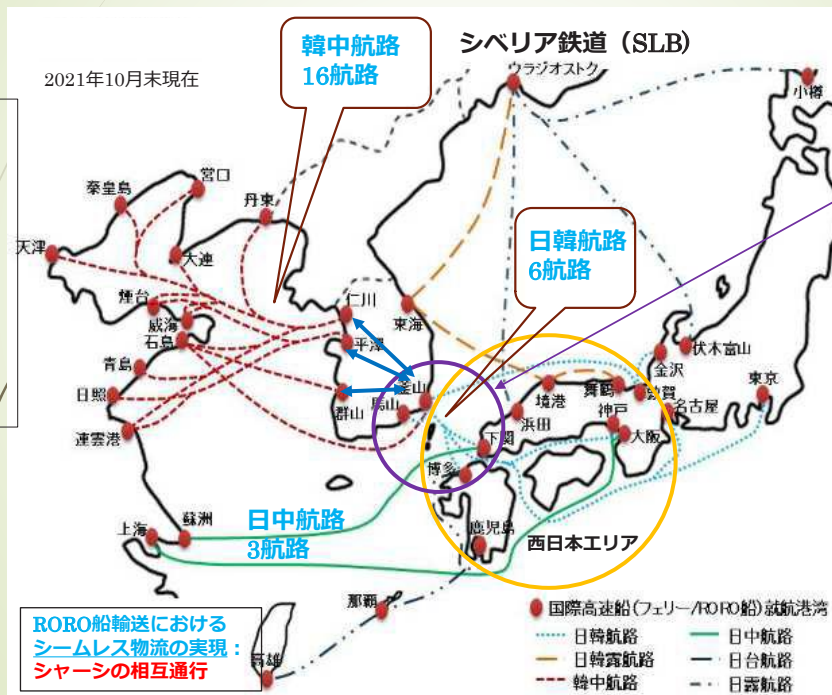 2021年10月末現在
韓中航路
16航路
シベリア鉄道（SLB）
ウラジオストク
小樽
営口
秦皇島
丹東
天津
大連
日韓航路
6航路
煙台
威海
石島
仁川
東海
平澤
青島
釜山
馬山
群山
日照
連雲港
伏木富山
金沢
東京
舞鶴
敦賀
境港
神戸
名古屋
浜田
大阪
下関
博多
上海
蘇洲
日中航路
3航路
鹿児島
西日本エリア
那覇
高雄
RORO船輸送における
シームレス物流の実現：
シャーシの相互通行
国際高速船(フェリー/RORO船)就航港湾
日韓航路
日中航路
日韓露航路
日台航路
韓中航路
日露航路